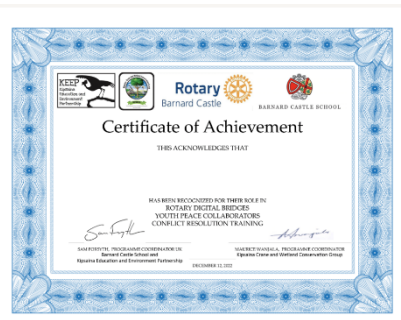 KEEP
Kipsaina
Education and
Environment
Partnership
Rotary
Barnard Castle
BARNARD CASTLE SCHOOL
Certificate of Achievement
THIS ACKNOWLEDGES THAT
HAS BEEN RECOGNIZED FOR THEIR ROLE IN
ROTARY DIGITAL BRIDGES
YOUTH PEACE COLLABORATORS
CONFLICT RESOLUTION TRAINING
Sam Forsyth
SAM FORSYTH, PROGRAMME COORDINATOR UK
Barnard Castle School and
Kipsaina Education and Environment Partnership
MAURICE WANJALA, PROGRAMME COORDINATOR
Kipsaina Crane and Wetland Conservation Group
DECEMBER 12, 2022